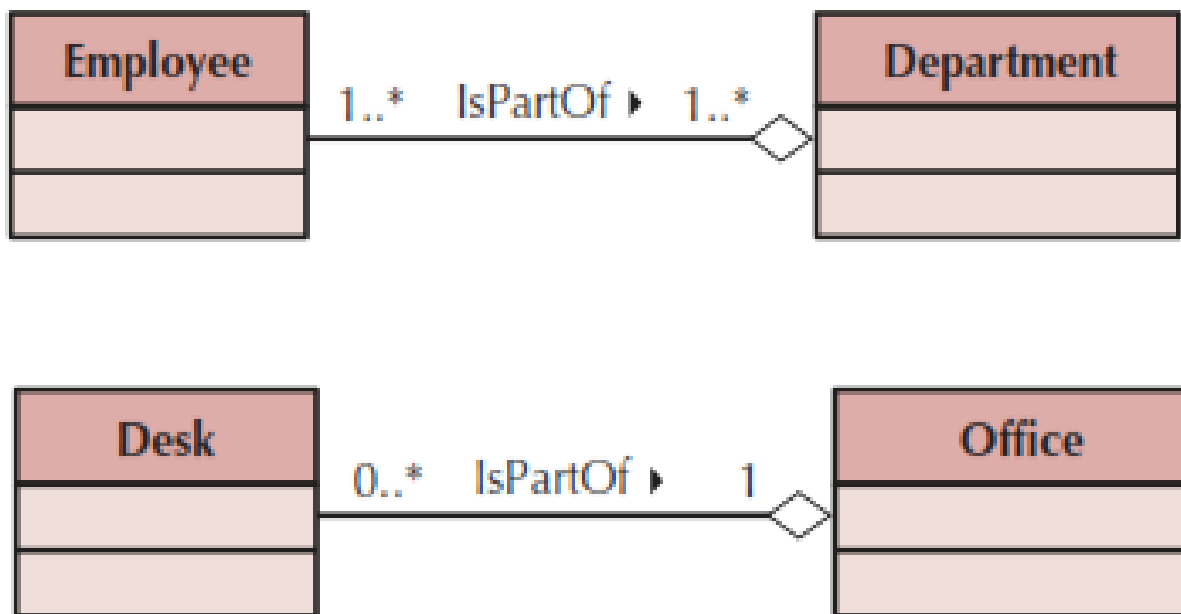 Employee
Department
1..* IsPartOf ▶ 1..*
Desk
Office
0..* IsPartOf ▶ 1